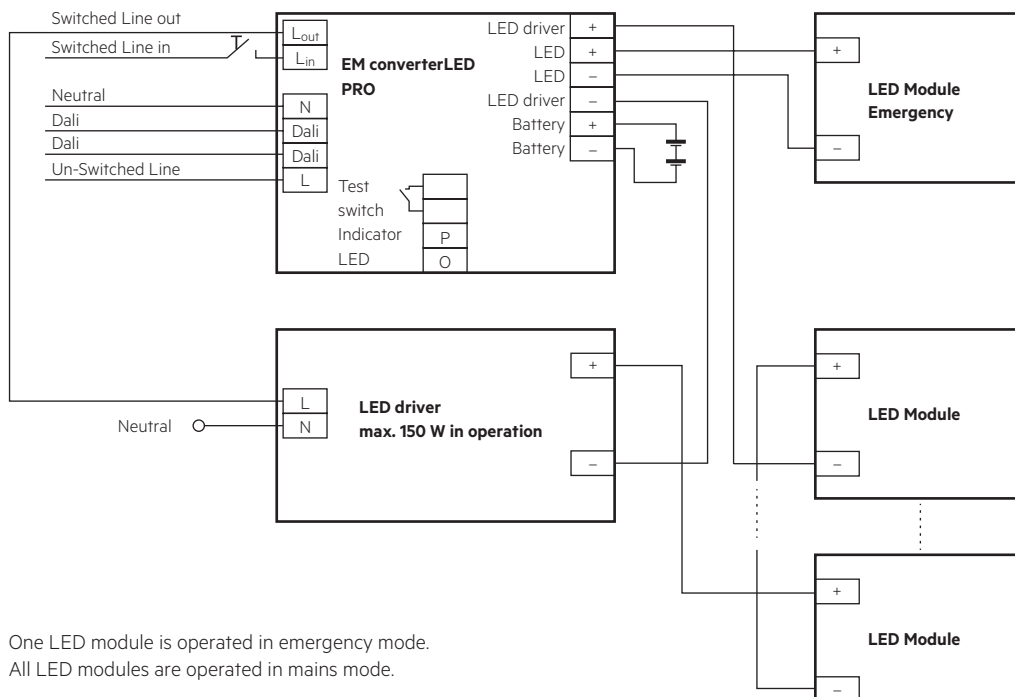 Switched Line out
Switched Line in
Neutral
Dali
Dali
Un-Switched Line
Lout
Lin
N
Dali
Dali
L
EM converterLED
PRO
Test
switch
Indicator
LED
P
O
LED driver +
LED +
LED –
LED driver –
Battery +
Battery –
+
–
LED Module
Emergency
L
N
Neutral
LED driver
max. 150 W in operation
+
–
+
–
LED Module
+
–
LED Module
One LED module is operated in emergency mode.
All LED modules are operated in mains mode.